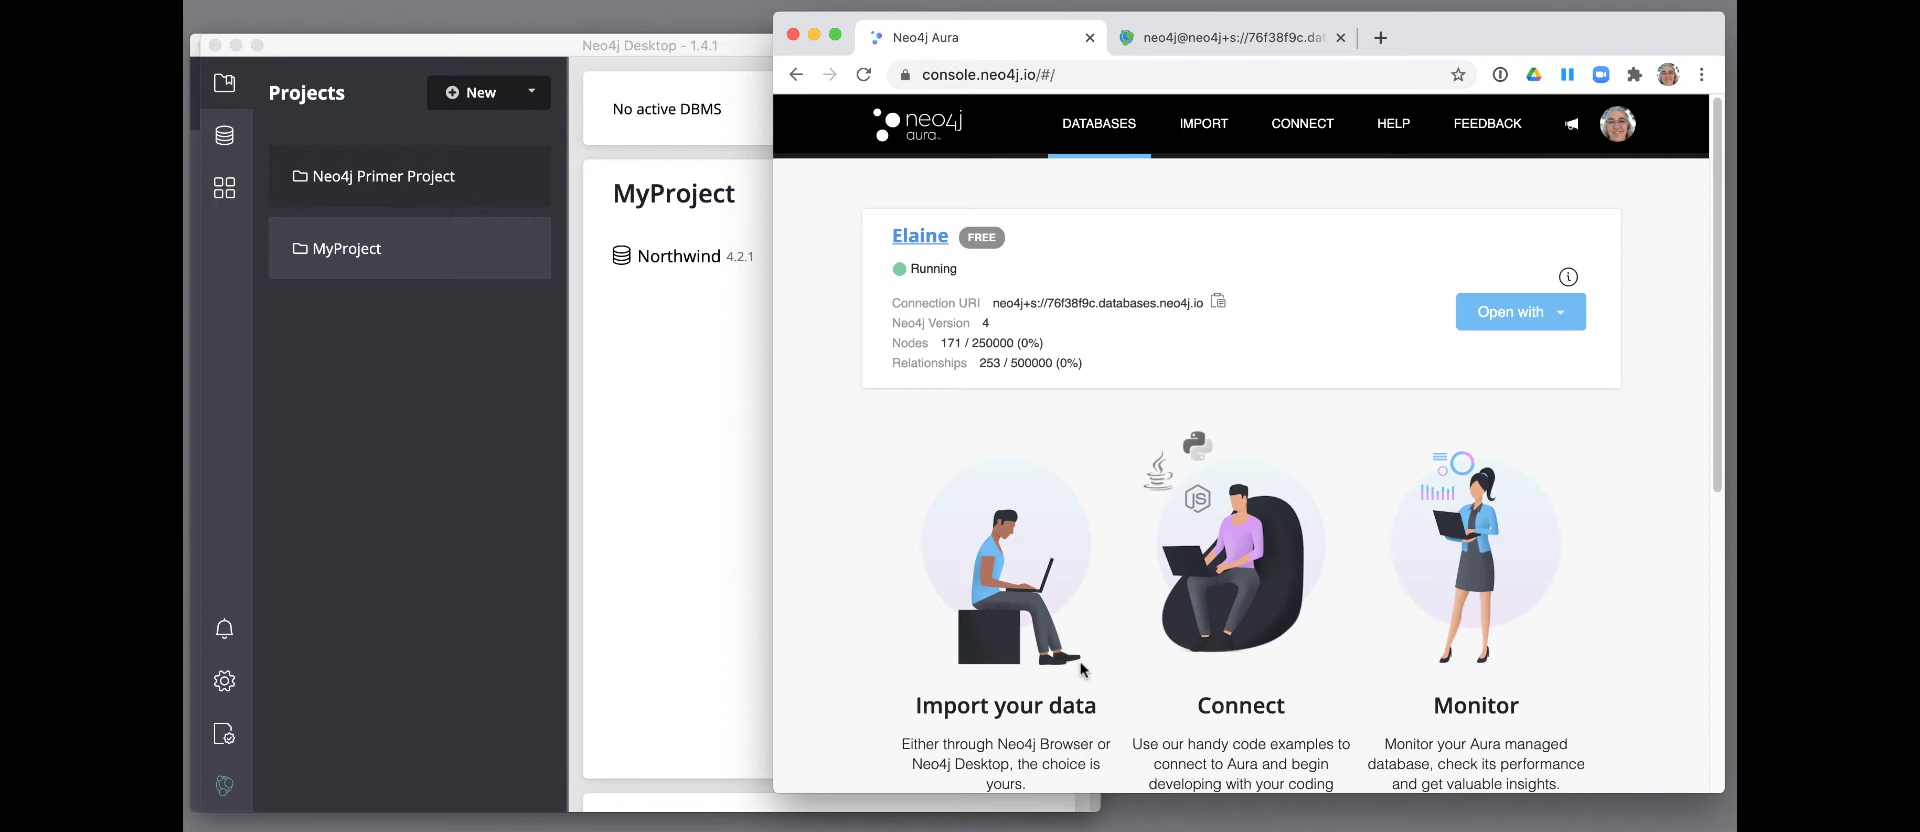 Neo4j Desktop - 1.4.1
Projects
New
Neo4j Primer Project
MyProject
No active DBMS
MyProject
Northwind 4.2.1
Neo4j Aura
neo4j@neo4j+s://76f38f9c.dat
console.neo4j.io/#/
neo4j
aura
DATABASES
IMPORT
CONNECT
HELP
FEEDBACK
Elaine FREE
Running
Connection URI neo4j+s://76f38f9c.databases.neo4j.io
Neo4j Version 4
Nodes 171 / 250000 (0%)
Relationships 253 / 500000 (0%)
Open with
JS
Import your data
Either through Neo4j Browser or
Neo4j Desktop, the choice is
yours.
Connect
Use our handy code examples to
connect to Aura and begin
developing with your coding
Monitor
Monitor your Aura managed
database, check its performance
and get valuable insights.